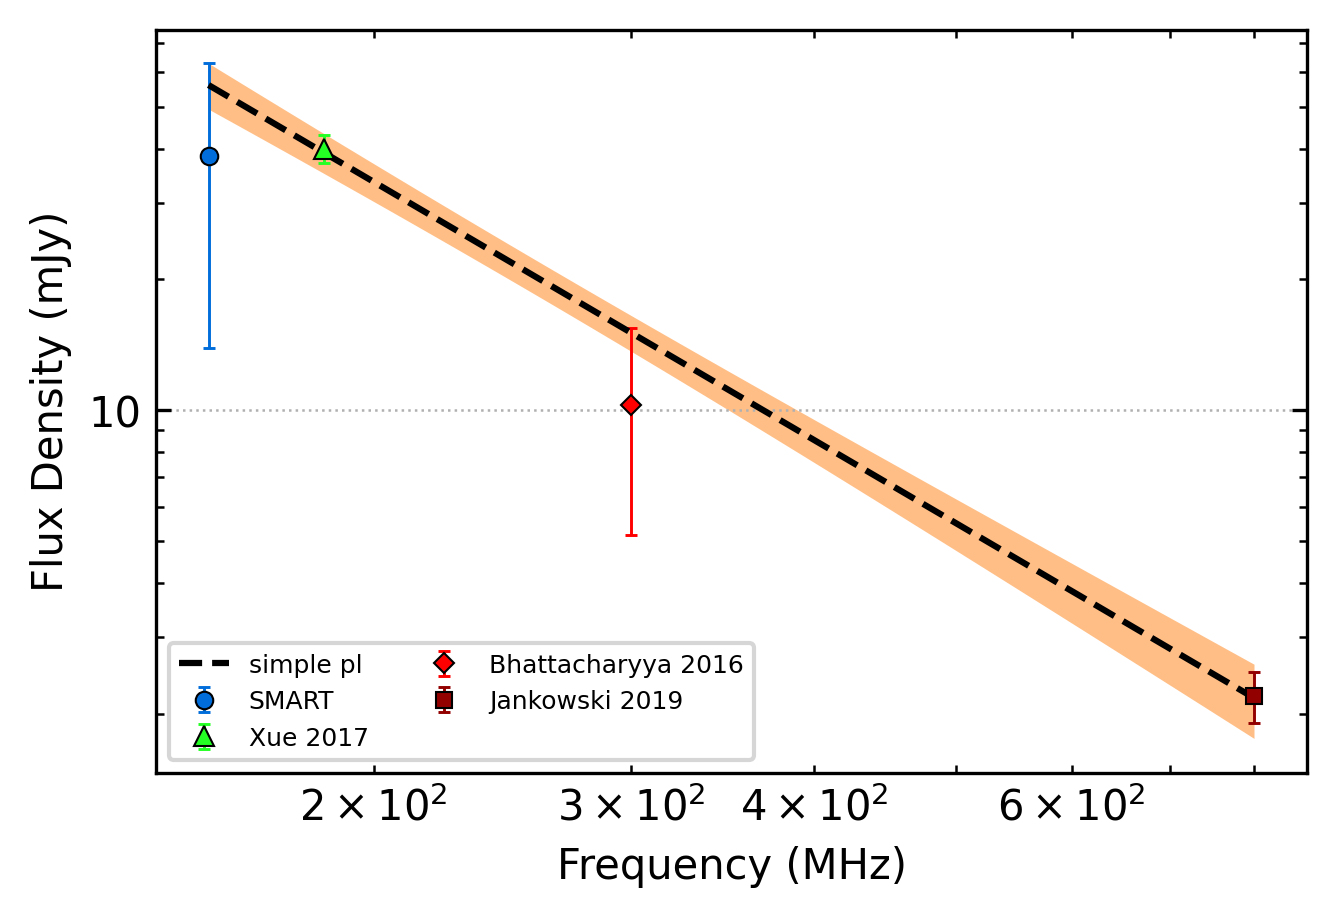 Flux Density (mJy)
10
simple pl
SMART
Xue 2017
Bhattacharyya 2016
Jankowski 2019
2 × 10²
3 × 10²
4 × 10²
6 × 10²
Frequency (MHz)